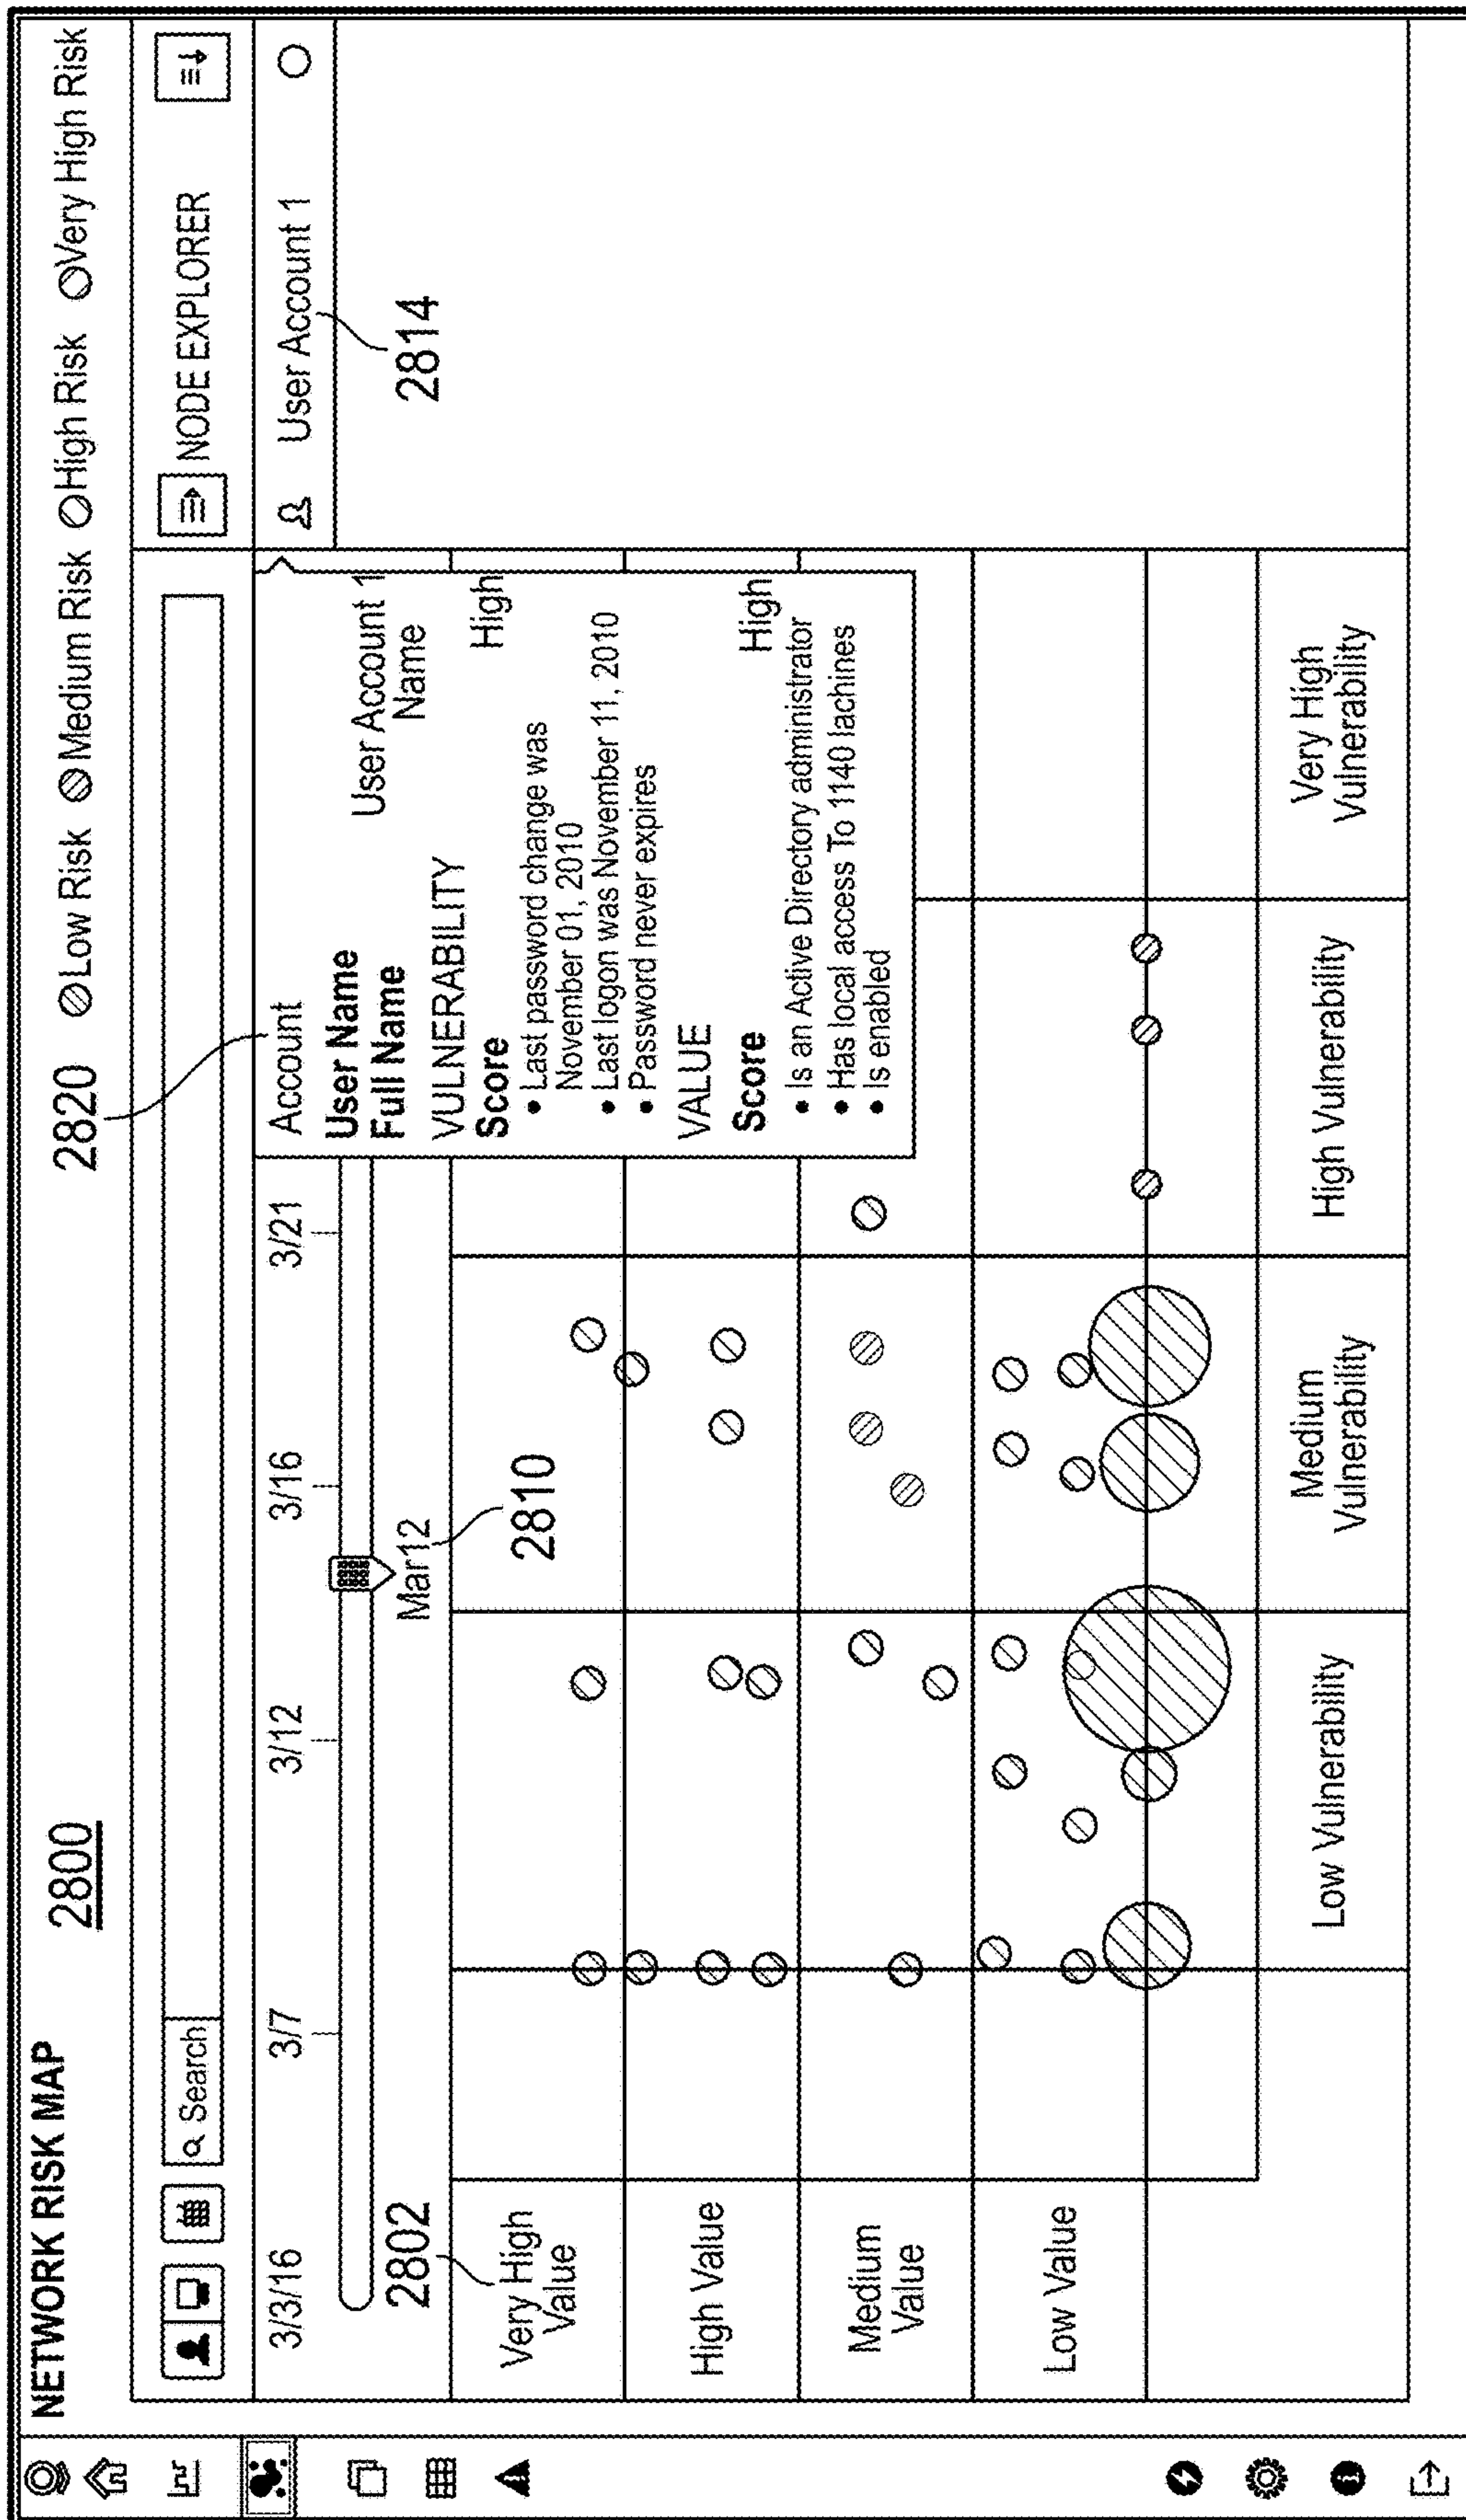 NETWORK RISK MAP
2800
2820
Low Risk
Medium Risk
High Risk
Very High Risk
Search
NODE EXPLORER
3/3/16
3/7
3/12
3/16
3/21
Mar12
2810
2802
Account
User Name
User Account 1
Full Name
Name
VULNERABILITY
Score
High
• Last password change was
November 01, 2010
• Last logon was November 11, 2010
• Password never expires
VALUE
Score
High
• Is an Active Directory administrator
• Has local access To 1140 lachines
• Is enabled
User Account 1
2814
Very High
Value
High Value
Medium
Value
Low Value
Low Vulnerability
Medium
Vulnerability
High Vulnerability
Very High
Vulnerability